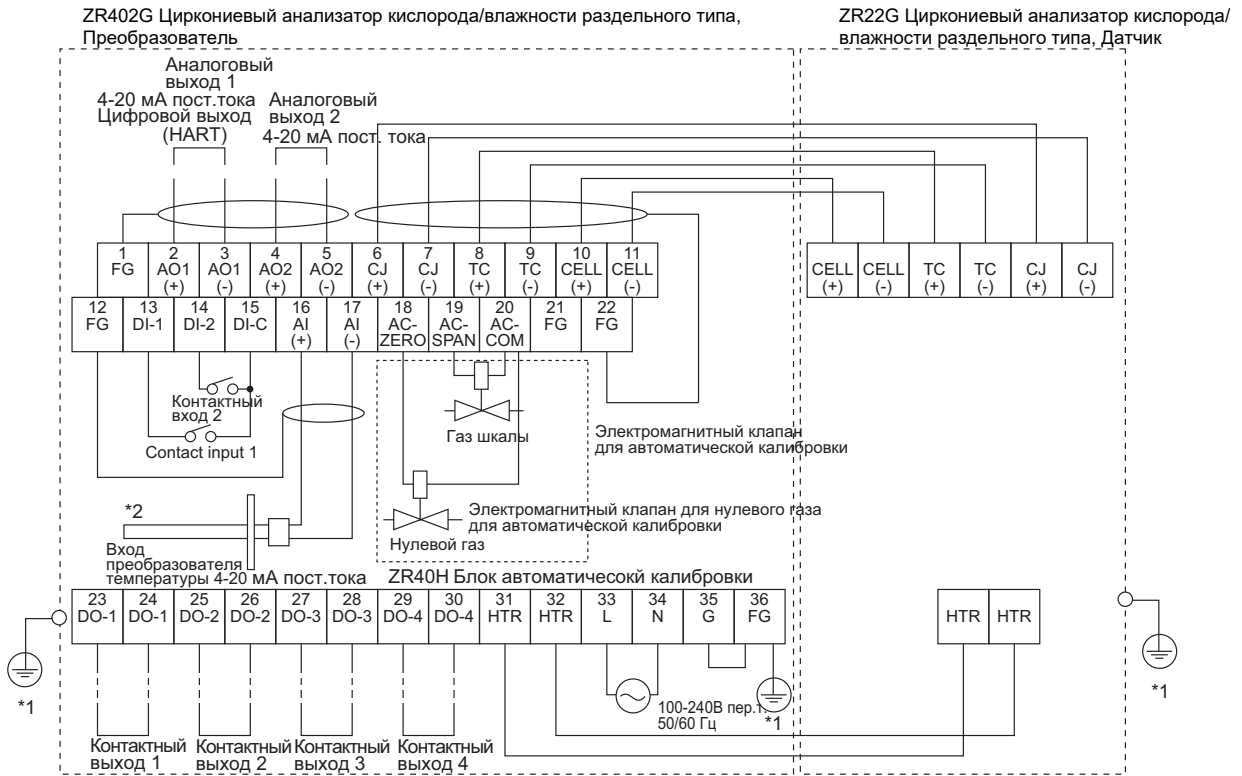 ZR402G Циркониевый анализатор кислорода/влажности раздельного типа,
Преобразователь
ZR22G Циркониевый анализатор кислорода/
влажности раздельного типа, Датчик
Аналоговый
выход 1
4-20 мА пост.тока
Цифровой выход
(HART)
Аналоговый
выход 2
4-20 мА пост. тока
1 FG
2 AO1 (+)
3 AO1 (-)
4 AO2 (+)
5 AO2 (-)
6 CJ (+)
7 CJ (-)
8 TC (+)
9 TC (-)
10 CELL (+)
11 CELL (-)
CELL (+)
CELL (-)
TC (+)
TC (-)
CJ (+)
CJ (-)
12 FG
13 DI-1
14 DI-2
15 DI-C
16 AI (+)
17 AI (-)
18 AC-ZERO
19 AC-SPAN
20 AC-COM
21 FG
22 FG
Контактный
вход 2
Contact input 1
Газ шкалы
Электромагнитный клапан
для автоматической калибровки
*2
Электромагнитный клапан для нулевого газа
для автоматической калибровки
Нулевой газ
Вход
преобразователя
температуры 4-20 мА пост.тока
ZR40H Блок автоматичесокй калибровки
23 DO-1
24 DO-1
25 DO-2
26 DO-2
27 DO-3
28 DO-3
29 DO-4
30 DO-4
31 HTR
32 HTR
33 L
34 N
35 G
36 FG
HTR
HTR
*1
*1
*1
100-240В пер.т.
50/60 Гц
Контактный
выход 1
Контактный
выход 2
Контактный
выход 3
Контактный
выход 4